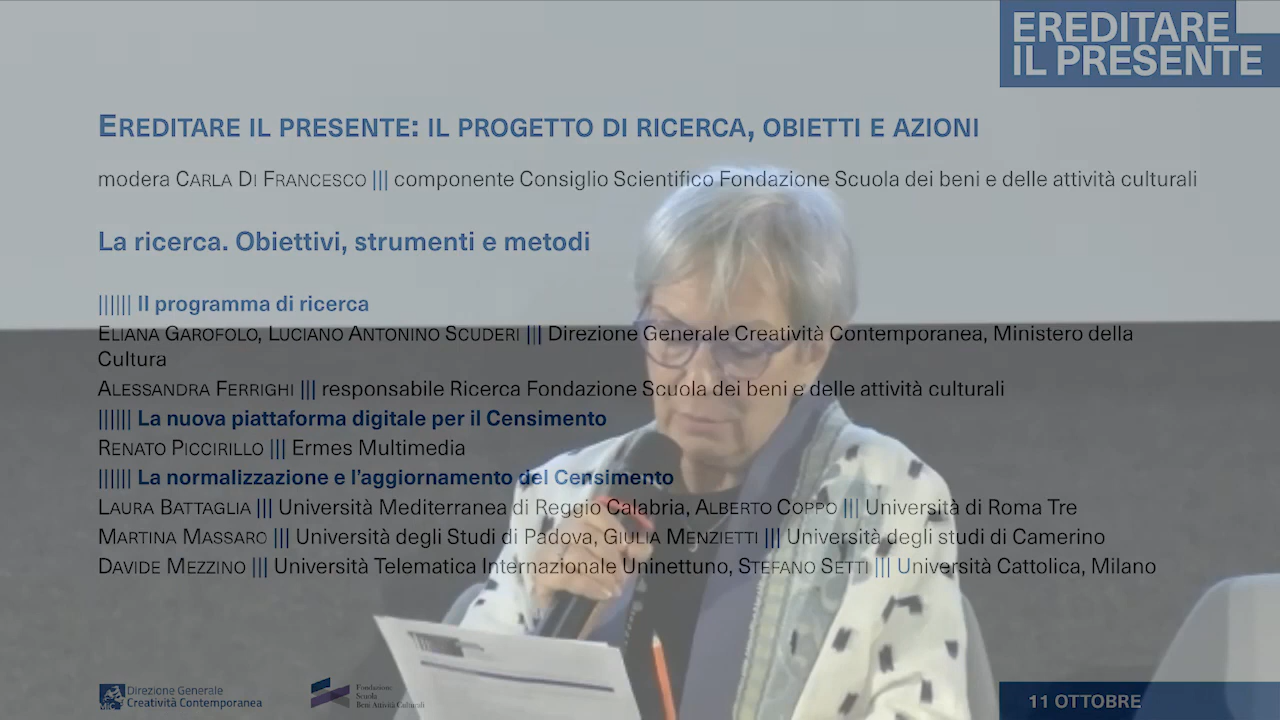 EREDITARE
IL PRESENTE
EREDITARE IL PRESENTE: IL PROGETTO DI RICERCA, OBIETTI E AZIONI
modera CARLA DI FRANCESCO ||| componente Consiglio Scientifico Fondazione Scuola dei beni e delle attività culturali
La ricerca. Obiettivi, strumenti e metodi
|||||| Il programma di ricerca
ELIANA GAROFOLO, LUCIANO ANTONINO SCUDERI ||| Direzione Generale Creatività Contemporanea, Ministero della
Cultura
ALESSANDRA FERRIGHI ||| responsabile Ricerca Fondazione Scuola dei beni e delle attività culturali
|||||| La nuova piattaforma digitale per il Censimento
RENATO PICCIRILLO ||| Ermes Multimedia
|||||| La normalizzazione e l'aggiornamento del Censimento
LAURA BATTAGLIA ||| Università Mediterranea di Reggio Calabria, ALBERTO COPPO ||| Università di Roma Tre
MARTINA MASSARO ||| Università degli Studi di Padova, GIULIA MENZIETTI ||| Università degli studi di Camerino
DAVIDE MEZZINO ||| Università Telematica Internazionale Uninettuno, STEFANO SETTI ||| Università Cattolica, Milano
Direzione Generale
Creatività Contemporanea
Fondazione
Scuola
Beni Attività Culturali
11 OTTOBRE